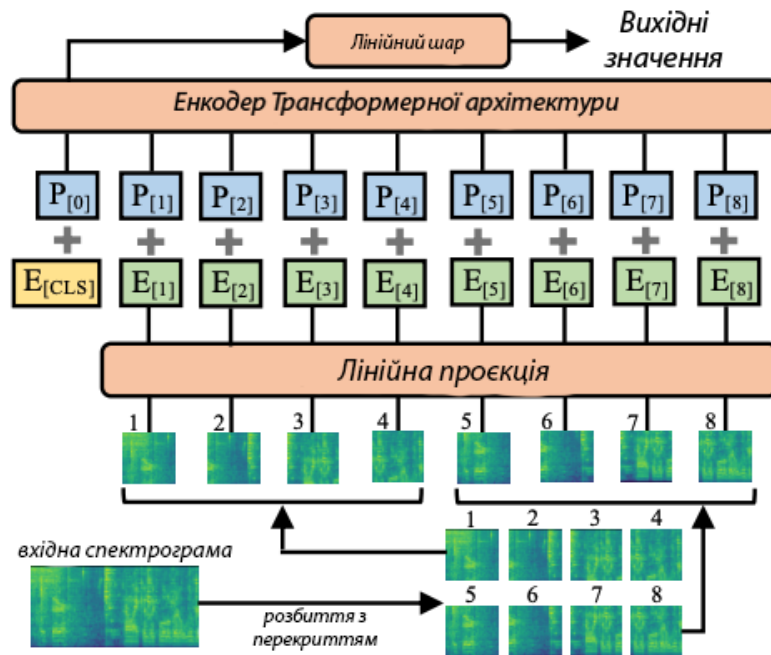 Лінійний шар
Вихідні
значення
Енкодер Трансформерної архітектури
P[0] P[1] P[2] P[3] P[4] P[5] P[6] P[7] P[8]
+ + + + + + + + +
E[CLS] E[1] E[2] E[3] E[4] E[5] E[6] E[7] E[8]
Лінійна проєкція
1 2 3 4 5 6 7 8
1 2 3 4
вхідна спектрограма
5 6 7 8
розбиття з
перекриттям